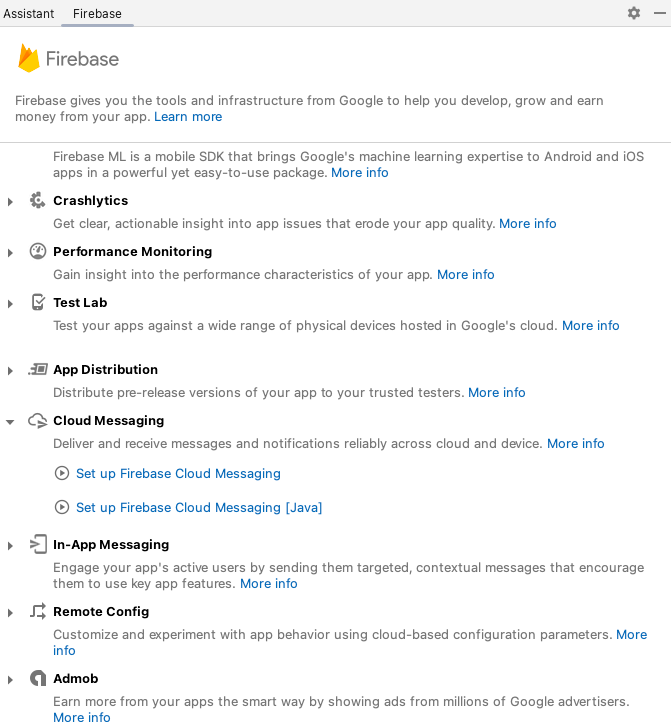 Assistant Firebase
Firebase
Firebase gives you the tools and infrastructure from Google to help you develop, grow and earn
money from your app. Learn more
Firebase ML is a mobile SDK that brings Google's machine learning expertise to Android and iOS
apps in a powerful yet easy-to-use package. More info
Crashlytics
Get clear, actionable insight into app issues that erode your app quality. More info
Performance Monitoring
Gain insight into the performance characteristics of your app. More info
Test Lab
Test your apps against a wide range of physical devices hosted in Google's cloud. More info
App Distribution
Distribute pre-release versions of your app to your trusted testers. More info
Cloud Messaging
Deliver and receive messages and notifications reliably across cloud and device. More info
Set up Firebase Cloud Messaging
Set up Firebase Cloud Messaging [Java]
In-App Messaging
Engage your app's active users by sending them targeted, contextual messages that encourage
them to use key app features. More info
Remote Config
Customize and experiment with app behavior using cloud-based configuration parameters. More
info
Admob
Earn more from your apps the smart way by showing ads from millions of Google advertisers.
More info